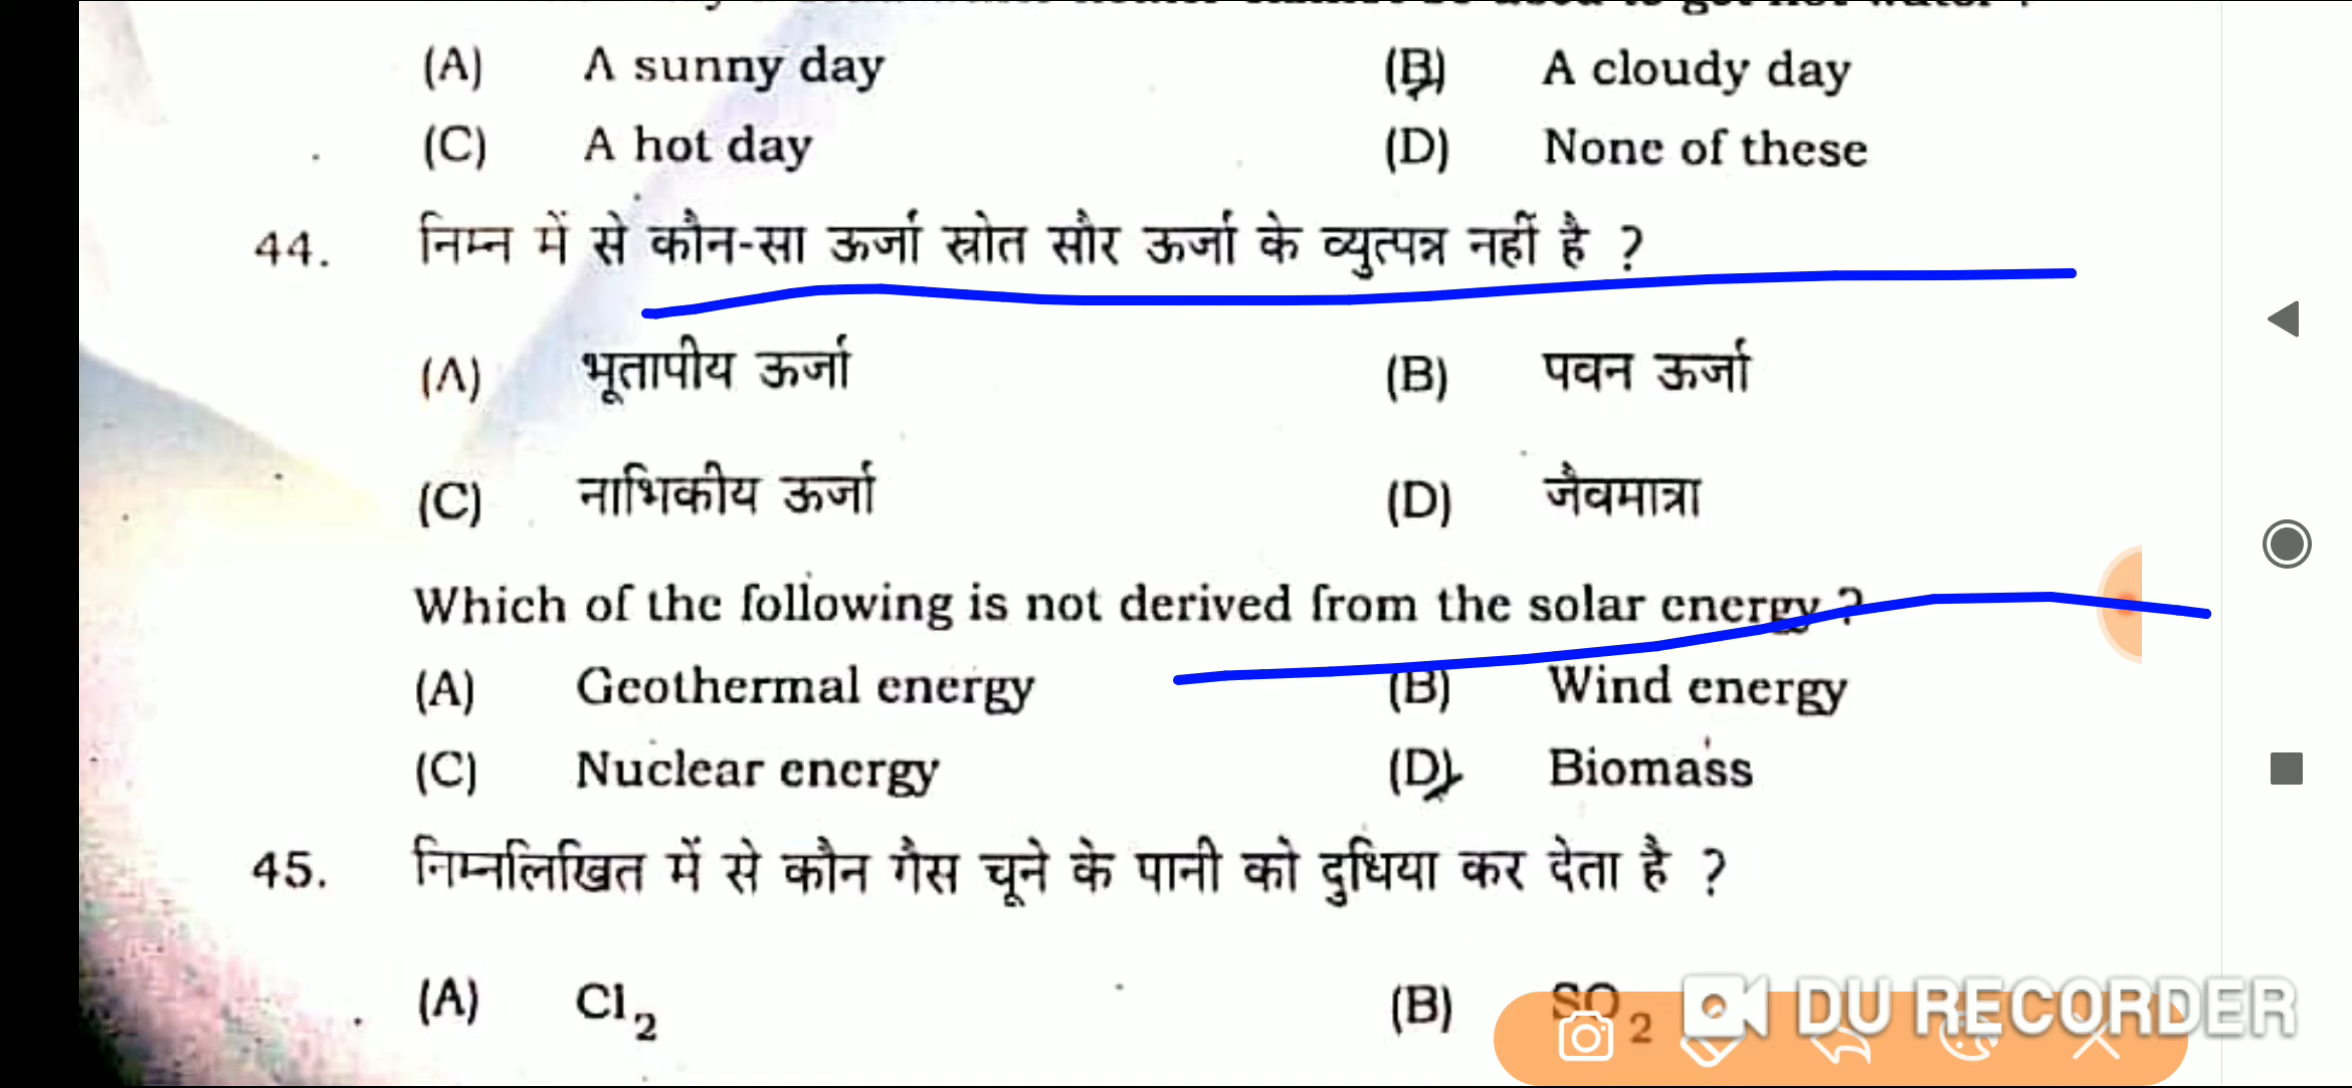 (A) A sunny day (B) A cloudy day
(C) A hot day (D) None of these
44. निम्न में से कौन-सा ऊर्जा स्रोत सौर ऊर्जा के व्युत्पन्न नहीं है ?
(A) भूतापीय ऊर्जा (B) पवन ऊर्जा
(C) नाभिकीय ऊर्जा (D) जैवमात्रा
Which of the following is not derived from the solar energy ?
(A) Geothermal energy (B) Wind energy
(C) Nuclear energy (D) Biomass
45. निम्नलिखित में से कौन गैस चूने के पानी को दुधिया कर देता है ?
(A) Cl2 (B) SO2
DU RECORDER